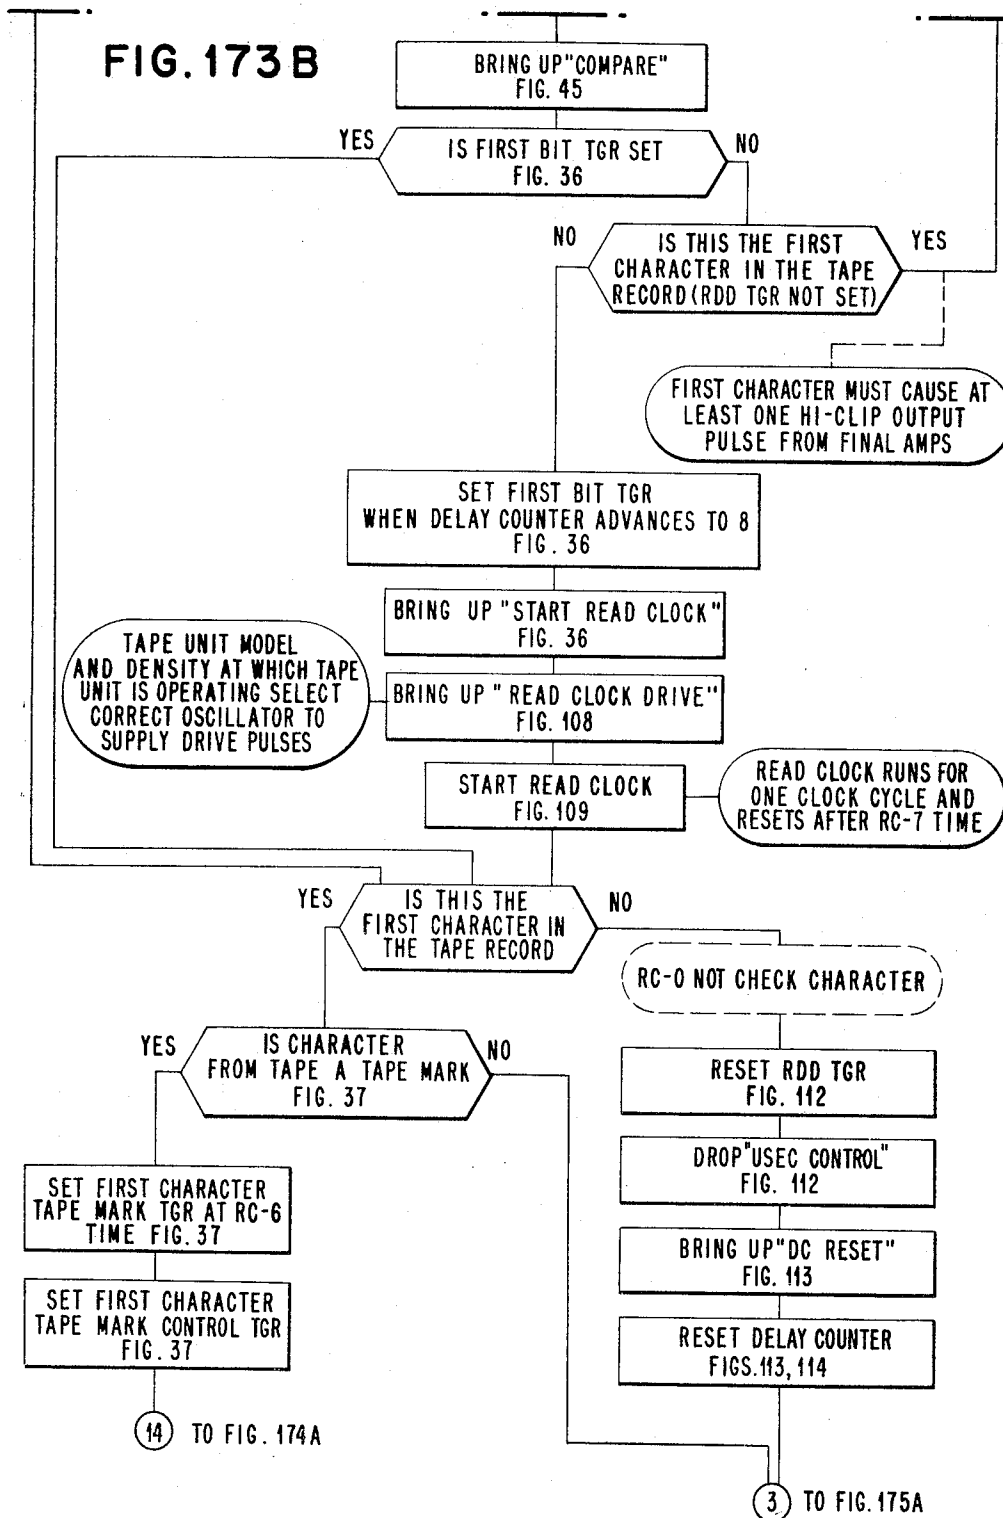 FIG. 173B
BRING UP "COMPARE"
FIG. 45
YES
IS FIRST BIT TGR SET
FIG. 36
NO
NO
IS THIS THE FIRST
CHARACTER IN THE TAPE
RECORD (RDD TGR NOT SET)
YES
FIRST CHARACTER MUST CAUSE AT
LEAST ONE HI-CLIP OUTPUT
PULSE FROM FINAL AMPS
SET FIRST BIT TGR
WHEN DELAY COUNTER ADVANCES TO 8
FIG. 36
BRING UP "START READ CLOCK"
FIG. 36
TAPE UNIT MODEL
AND DENSITY AT WHICH TAPE
UNIT IS OPERATING SELECT
CORRECT OSCILLATOR TO
SUPPLY DRIVE PULSES
BRING UP "READ CLOCK DRIVE"
FIG. 108
START READ CLOCK
FIG. 109
READ CLOCK RUNS FOR
ONE CLOCK CYCLE AND
RESETS AFTER RC-7 TIME
YES
IS THIS THE
FIRST CHARACTER IN
THE TAPE RECORD
NO
RC-0 NOT CHECK CHARACTER
YES
IS CHARACTER
FROM TAPE A TAPE MARK
FIG. 37
NO
RESET RDD TGR
FIG. 112
DROP "USEC CONTROL"
FIG. 112
SET FIRST CHARACTER
TAPE MARK TGR AT RC-6
TIME FIG. 37
BRING UP "DC RESET"
FIG. 113
SET FIRST CHARACTER
TAPE MARK CONTROL TGR
FIG. 37
RESET DELAY COUNTER
FIGS. 113, 114
14 TO FIG. 174A
3 TO FIG. 175A